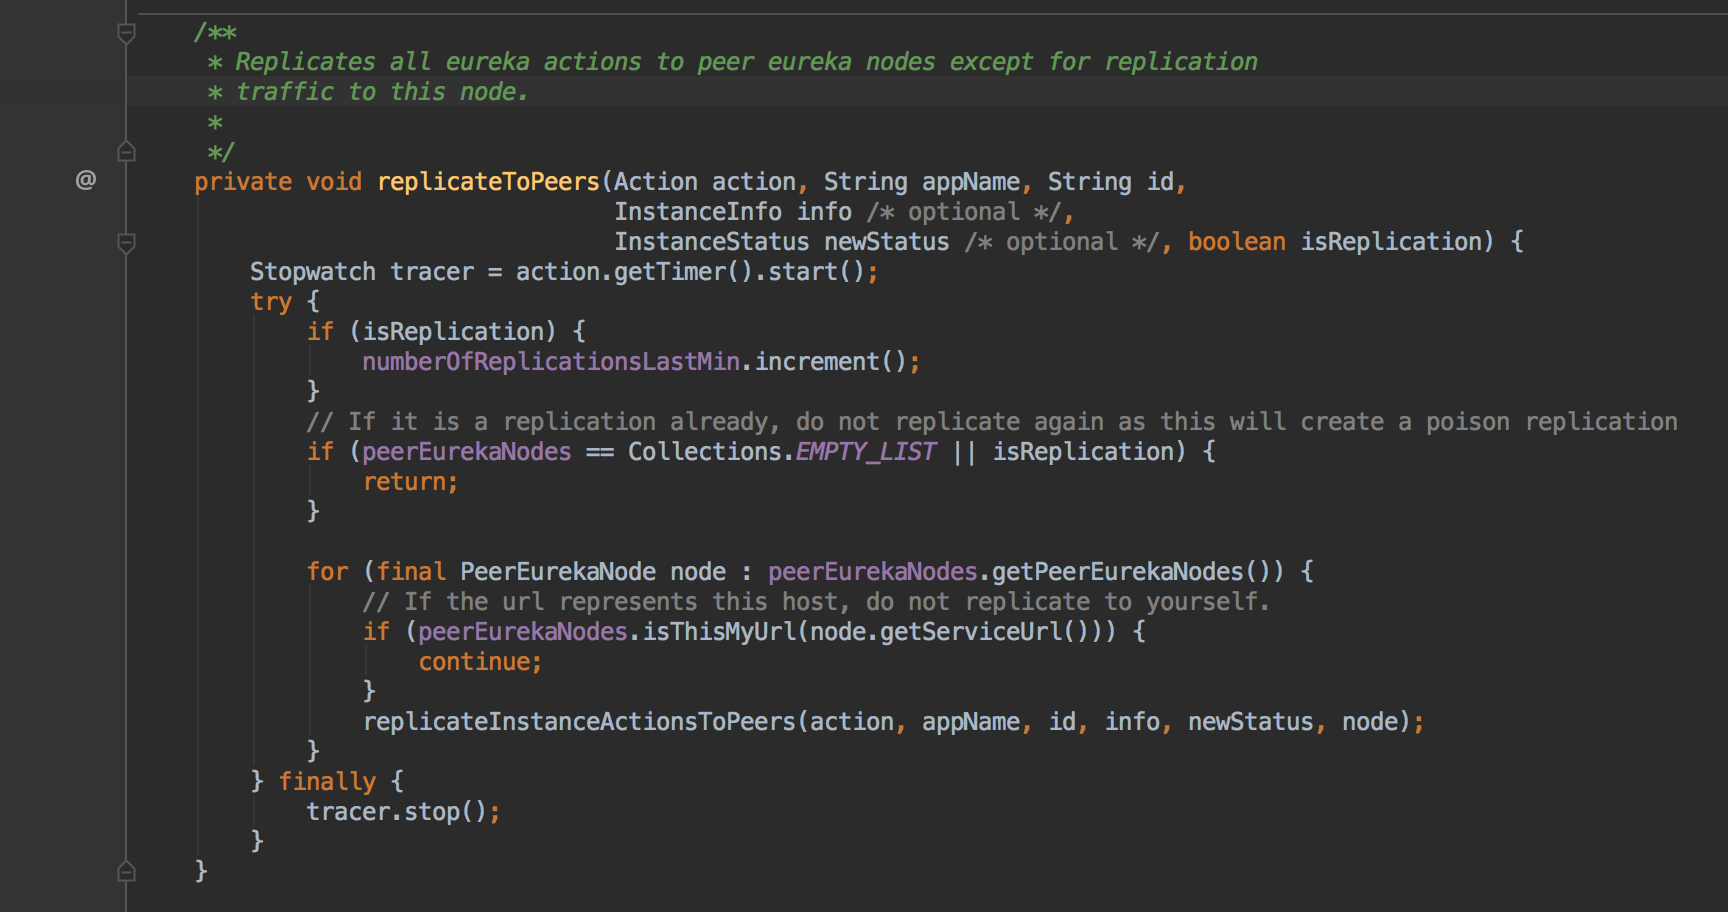 /**
* Replicates all eureka actions to peer eureka nodes except for replication
* traffic to this node.
*
*/
@ private void replicateToPeers(Action action, String appName, String id,
InstanceInfo info /* optional */,
InstanceStatus newStatus /* optional */, boolean isReplication) {
Stopwatch tracer = action.getTimer().start();
try {
if (isReplication) {
numberOfReplicationsLastMin.increment();
}
// If it is a replication already, do not replicate again as this will create a poison replication
if (peerEurekaNodes == Collections.EMPTY_LIST || isReplication) {
return;
}
for (final PeerEurekaNode node : peerEurekaNodes.getPeerEurekaNodes()) {
// If the url represents this host, do not replicate to yourself.
if (peerEurekaNodes.isThisMyUrl(node.getServiceUrl())) {
continue;
}
replicateInstanceActionsToPeers(action, appName, id, info, newStatus, node);
}
} finally {
tracer.stop();
}
}